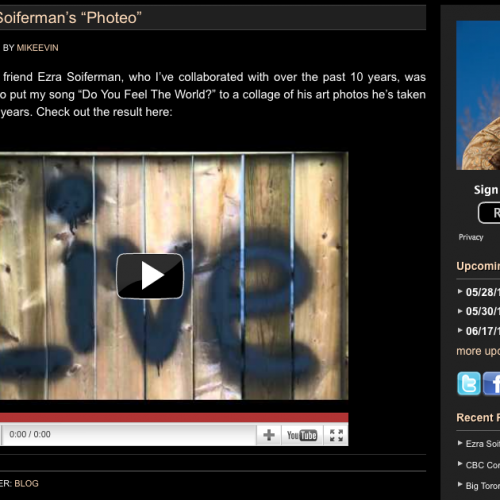 Soiferman's “Photeo”
BY MIKEEVIN
friend Ezra Soiferman, who I've collaborated with over the past 10 years, was
to put my song “Do You Feel The World?” to a collage of his art photos he's taken
years. Check out the result here:
Live
0:00 / 0:00
YouTube
ER: BLOG
Sign
R
Privacy
Upcomin
05/28/1
05/30/1
06/17/1
more upc
Recent P
Ezra Soif
CBC Con
Big Toron